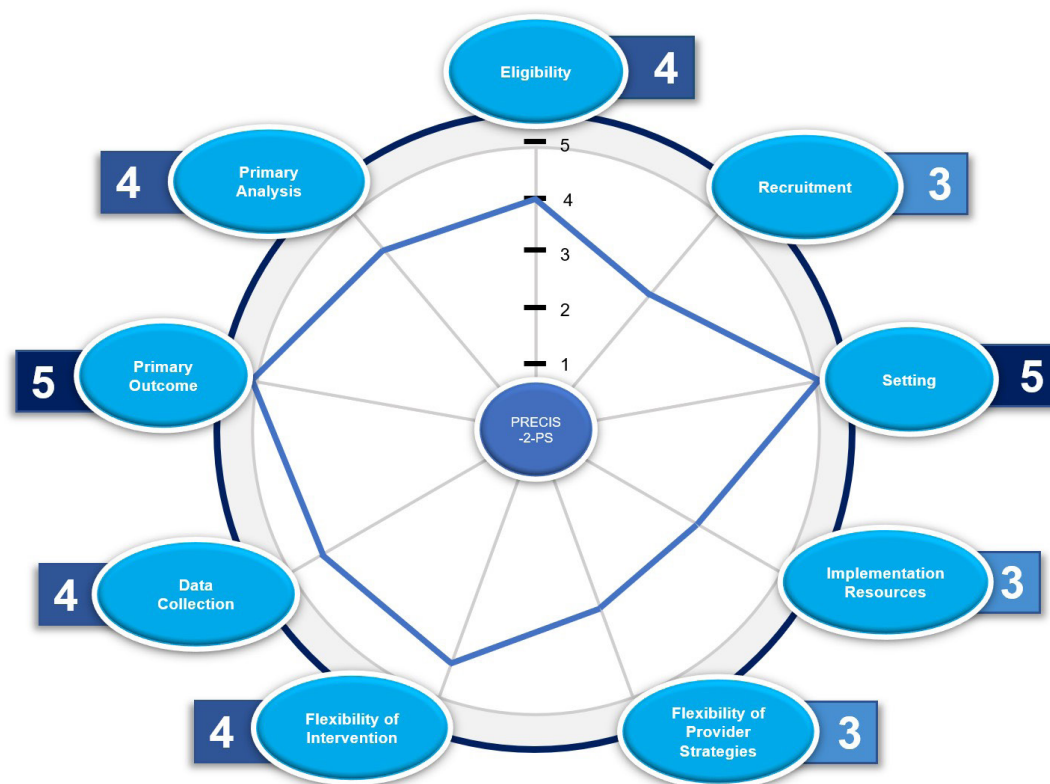 Eligibility
4
Recruitment
3
Setting
5
Implementation
Resources
3
Flexibility of
Provider
Strategies
3
Flexibility of
Intervention
4
Data
Collection
4
Primary
Outcome
5
Primary
Analysis
4
5
4
3
2
1
PRECIS
-2-PS